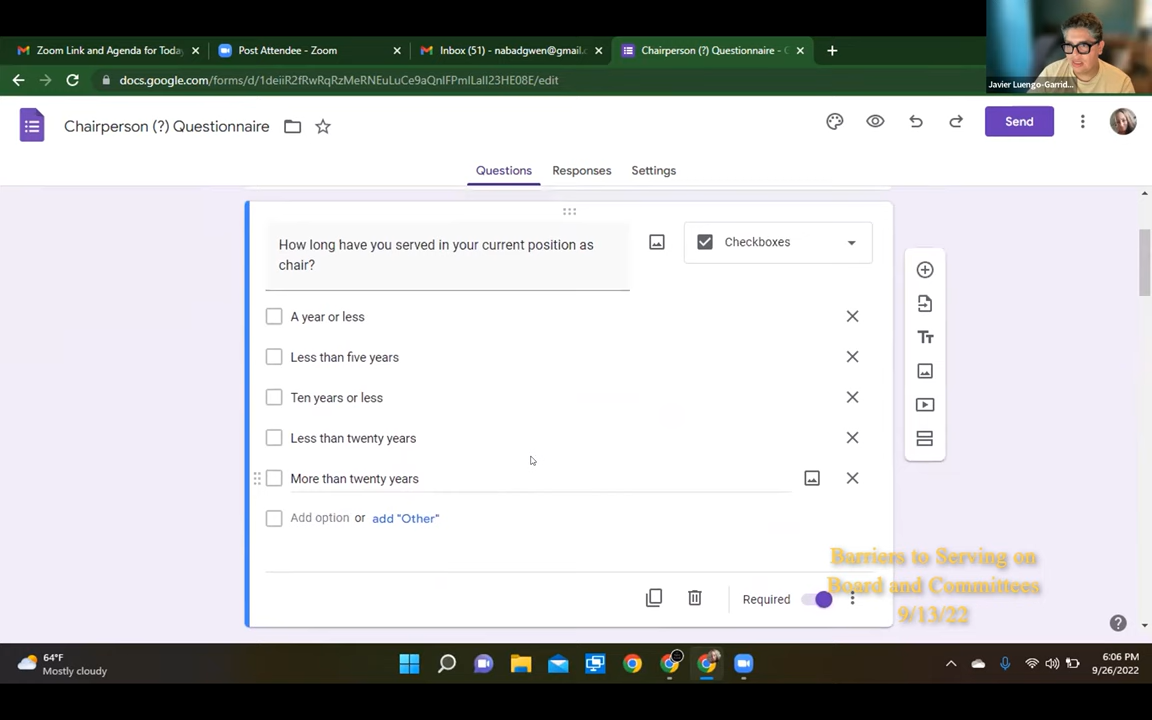 Zoom Link and Agenda for Today
Post Attendee - Zoom
Inbox (51) - nabadgwen@gmail.c
Chairperson (?) Questionnaire - G
docs.google.com/forms/d/1deiiR2fRwRqRzMeRNEuLuCe9aQnIFPmILaII23HE08E/edit
Javier Luengo-Garrid...
Chairperson (?) Questionnaire
Send
Questions
Responses
Settings
How long have you served in your current position as
chair?
Checkboxes
A year or less
Less than five years
Ten years or less
Less than twenty years
More than twenty years
Add option or add "Other"
Required
Barriers to Serving on
Board and Committees
9/13/22
64°F
Mostly cloudy
6:06 PM
9/26/2022